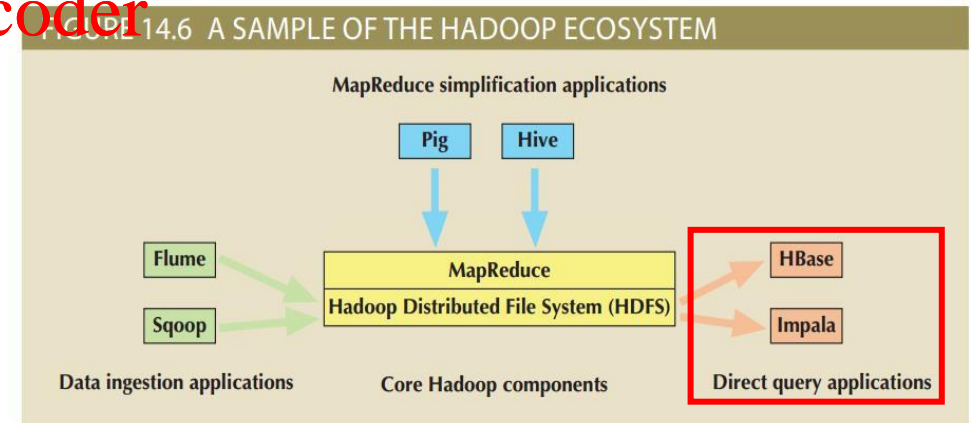 coder
FIGURE 14.6 A SAMPLE OF THE HADOOP ECOSYSTEM
MapReduce simplification applications
Pig Hive
Flume
MapReduce
HBase
Hadoop Distributed File System (HDFS)
Sqoop
Impala
Data ingestion applications
Core Hadoop components
Direct query applications